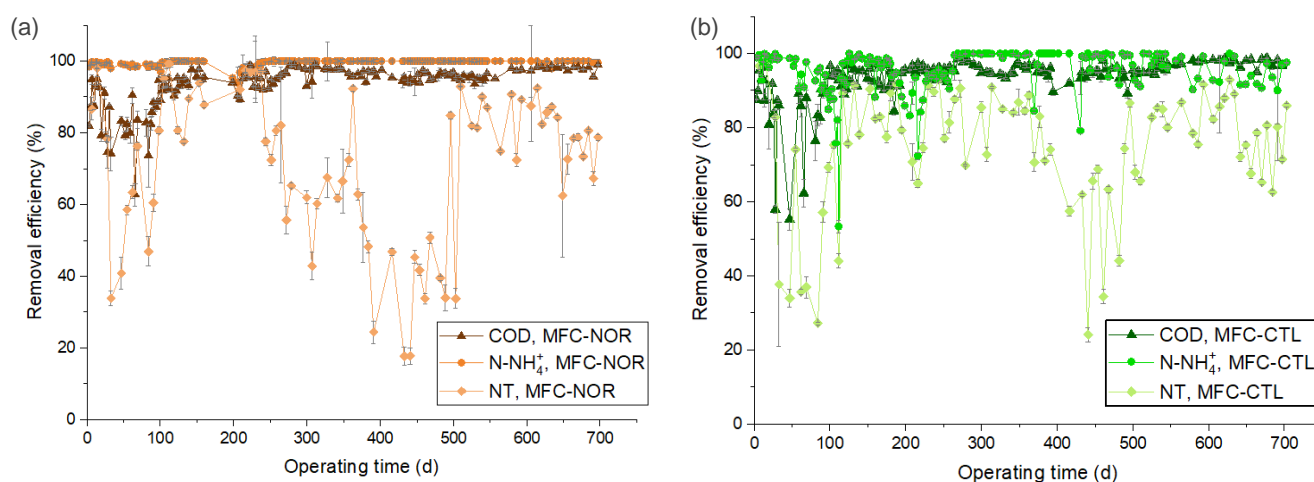 (a)
Removal efficiency (%)
100
80
60
40
20
0
COD, MFC-NOR
N-NH₄⁺, MFC-NOR
NT, MFC-NOR
0 100 200 300 400 500 600 700
Operating time (d)
(b)
Removal efficiency (%)
100
80
60
40
20
0
COD, MFC-CTL
N-NH₄⁺, MFC-CTL
NT, MFC-CTL
0 100 200 300 400 500 600 700
Operating time (d)